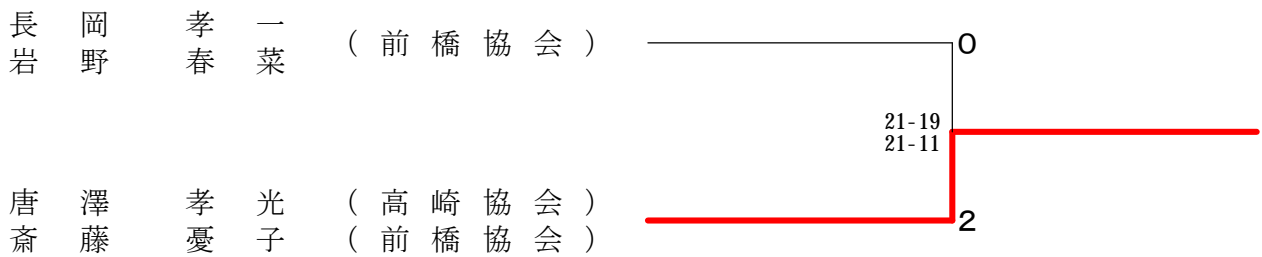 長岡 孝一
岩野 春菜
(前橋協会)
0
21-19
21-11
唐澤 孝光 (高崎協会)
斎藤 憂子 (前橋協会)
2